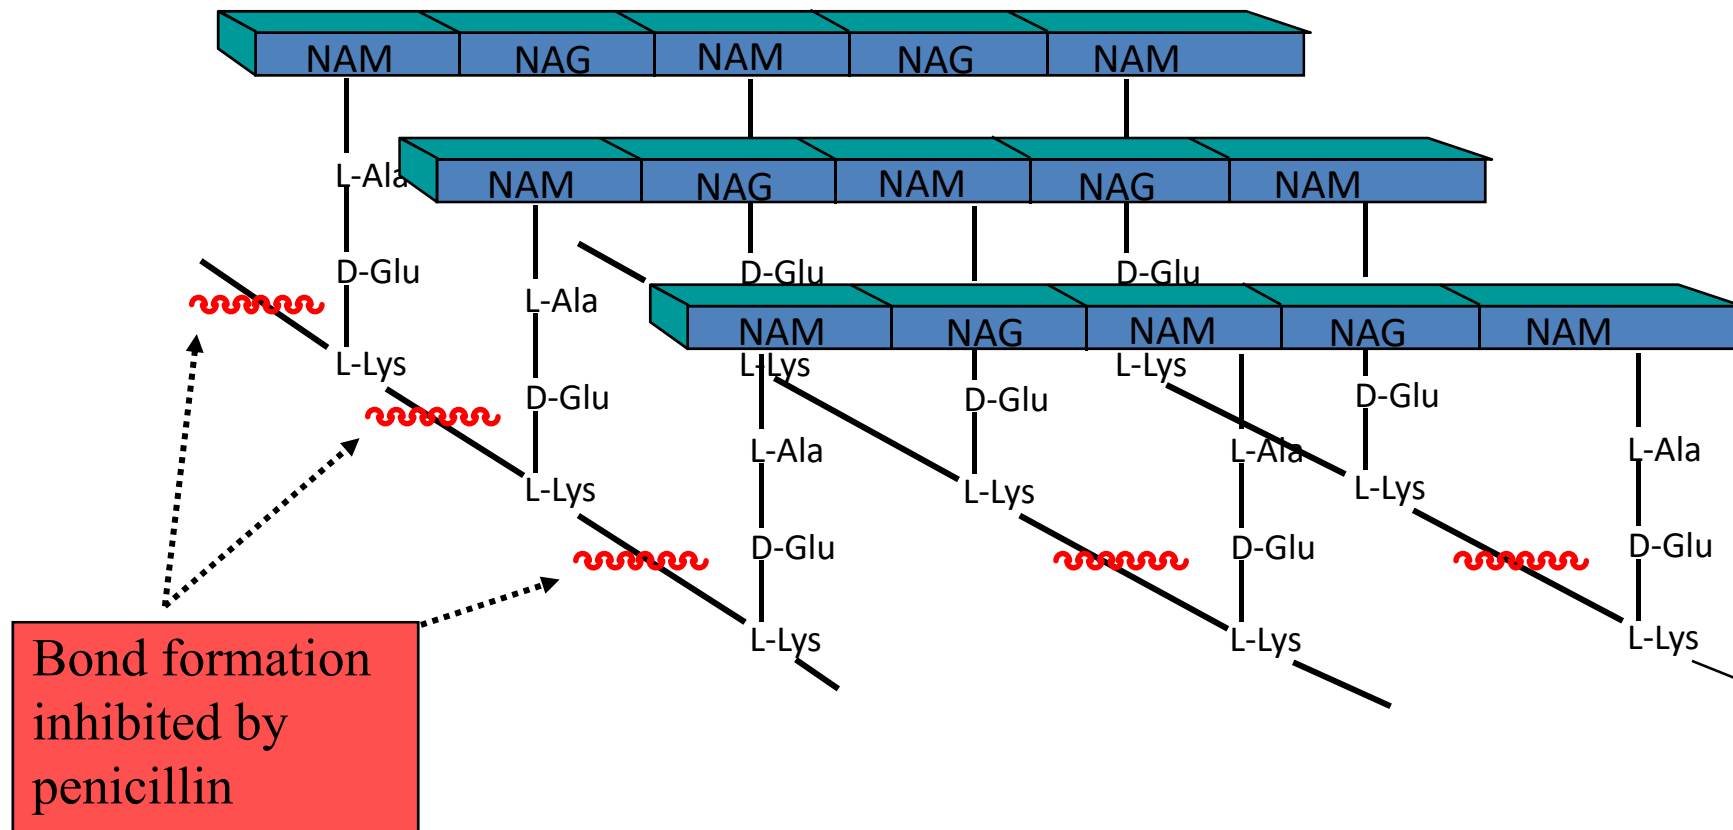 NAM NAG NAM NAG NAM
L-Ala NAM NAG NAM NAG NAM
D-Glu D-Glu D-Glu
L-Ala
NAM NAG NAM NAG NAM
L-Lys L-Lys L-Lys
D-Glu D-Glu D-Glu
L-Ala L-Ala L-Ala
L-Lys L-Lys L-Lys
D-Glu D-Glu D-Glu
L-Lys L-Lys L-Lys
Bond formation
inhibited by
penicillin